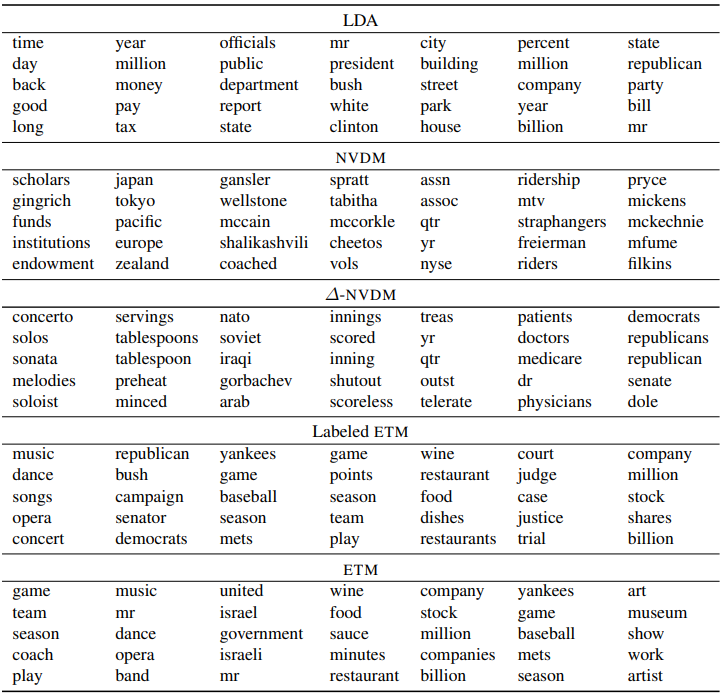 LDA
time year officials mr city percent state
day million public president building million republican
back money department bush street company party
good pay report white park year bill
long tax state clinton house billion mr
NVDM
scholars japan gansler spratt assn ridership pryce
gingrich tokyo wellstone tabitha assoc mtv mickens
funds pacific mccain mccorkle qtr straphangers mckechnie
institutions europe shalikashvili cheetos yr freierman mfume
endowment zealand coached vols nyse riders filkins
Δ-NVDM
concerto servings nato innings treas patients democrats
solos tablespoons soviet scored yr doctors republicans
sonata tablespoon iraqi inning qtr medicare republican
melodies preheat gorbachev shutout outst dr senate
soloist minced arab scoreless telerate physicians dole
Labeled ETM
music republican yankees game wine court company
dance bush game points restaurant judge million
songs campaign baseball season food case stock
opera senator season team dishes justice shares
concert democrats mets play restaurants trial billion
ETM
game music united wine company yankees art
team mr israel food stock game museum
season dance government sauce million baseball show
coach opera israeli minutes companies mets work
play band mr restaurant billion season artist